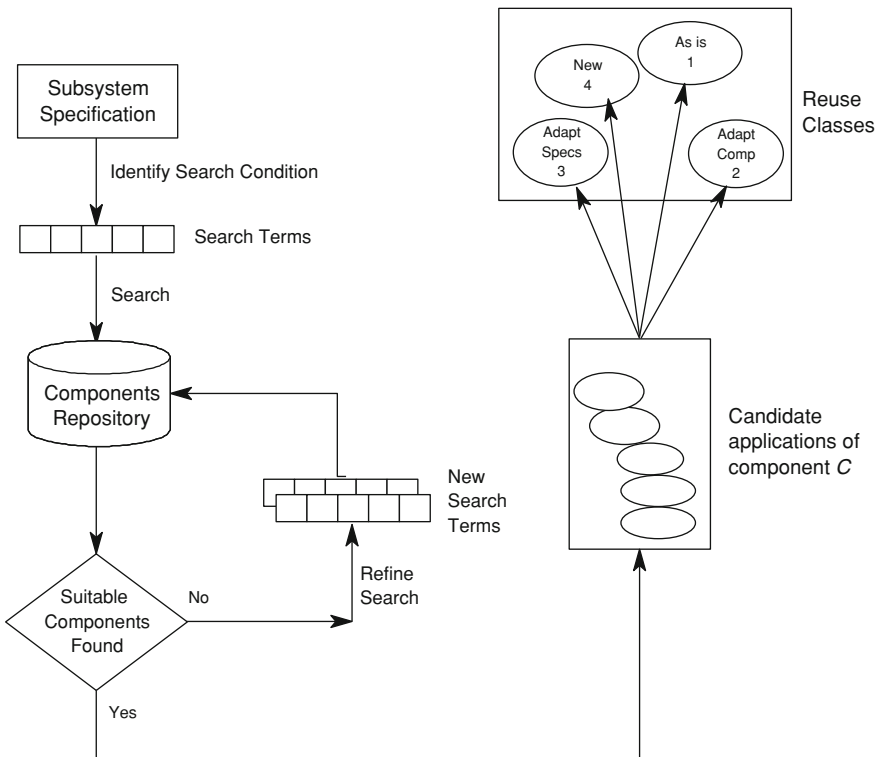 Subsystem
Specification
Identify Search Condition
Search Terms
Search
Components
Repository
New
Search
Terms
Refine
Search
Suitable
Components
Found
No
Yes
As is
1
New
4
Adapt
Specs
3
Adapt
Comp
2
Reuse
Classes
Candidate
applications of
component C